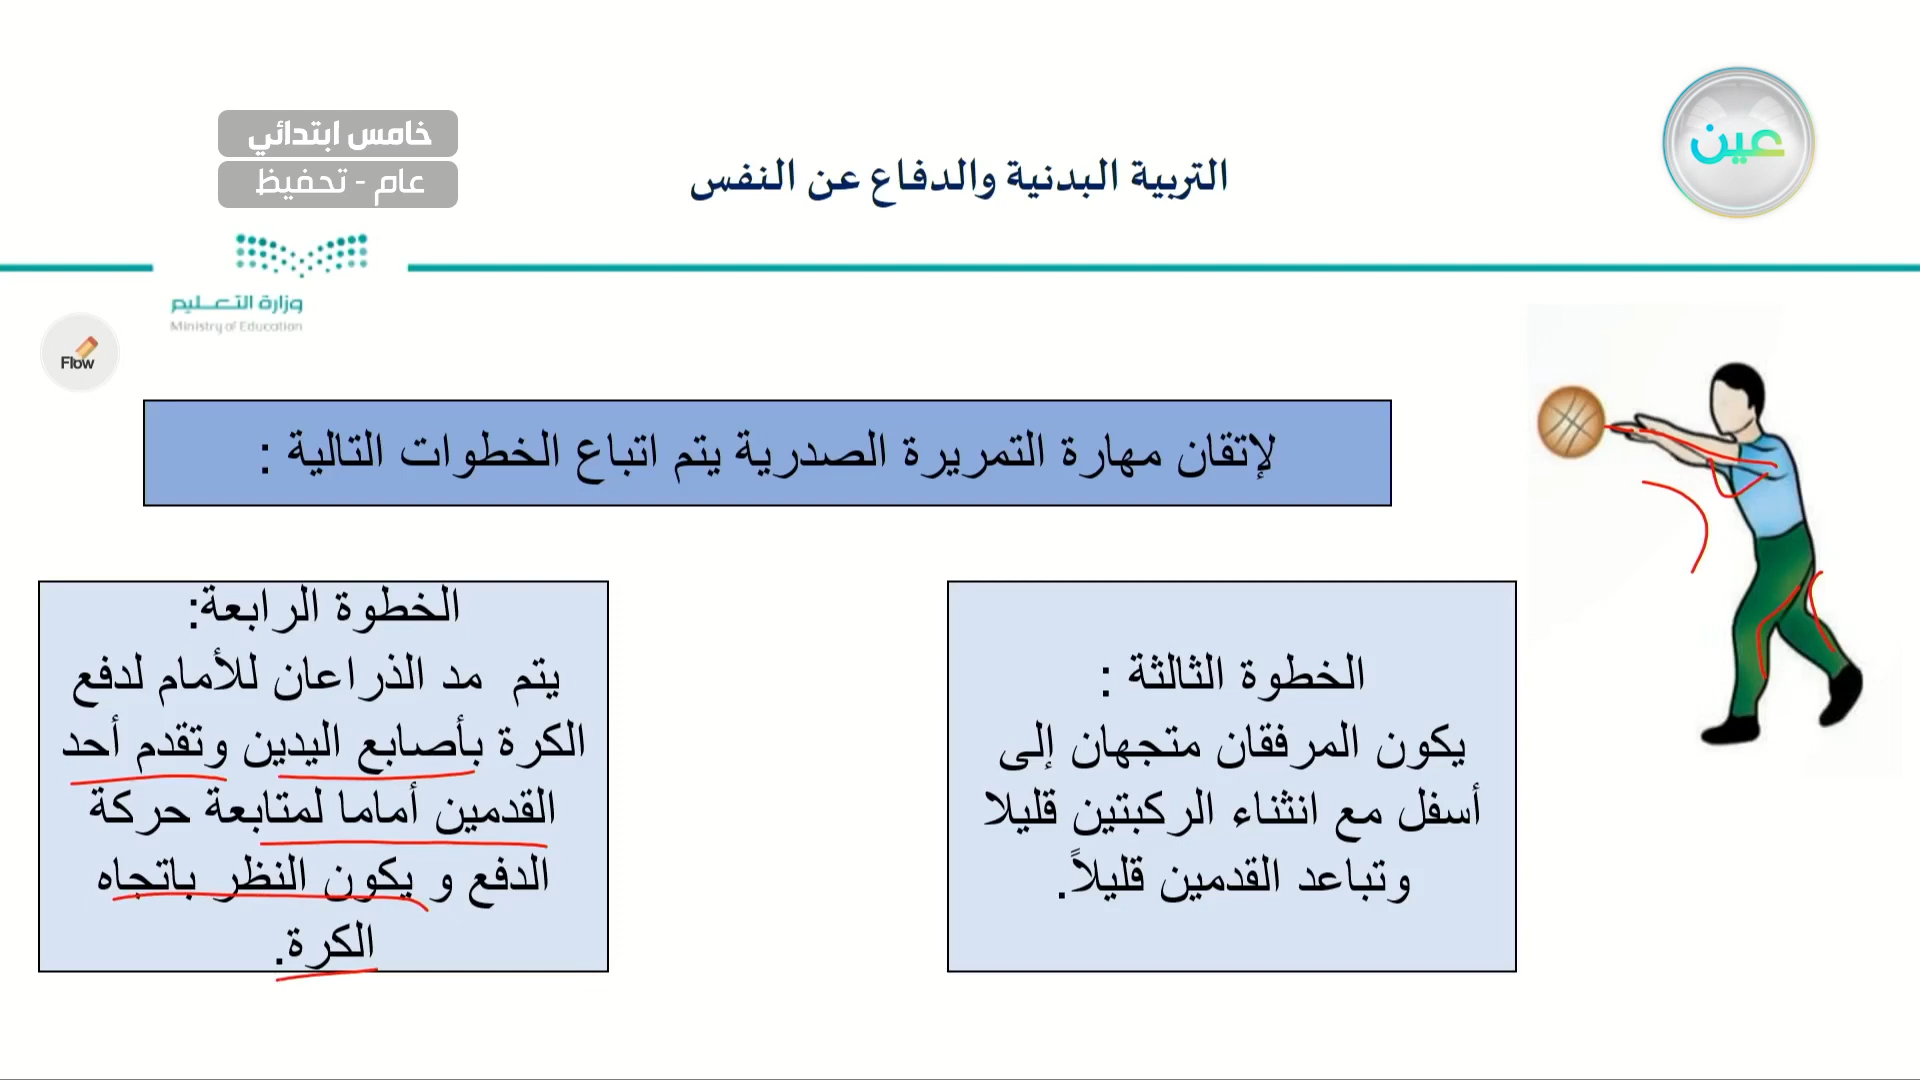 عين
التربية البدنية والدفاع عن النفس
خامس ابتدائي
عام - تحفيظ
وزارة التعليم
Ministry of Education
Flow
لإتقان مهارة التمريرة الصدرية يتم اتباع الخطوات التالية :
الخطوة الثالثة :
يكون المرفقان متجهان إلى
أسفل مع انثناء الركبتين قليلا
وتباعد القدمين قليلاً.
الخطوة الرابعة:
يتم مد الذراعان للأمام لدفع
الكرة بأصابع اليدين وتقدم أحد
القدمين أماما لمتابعة حركة
الدفع و يكون النظر باتجاه
الكرة.